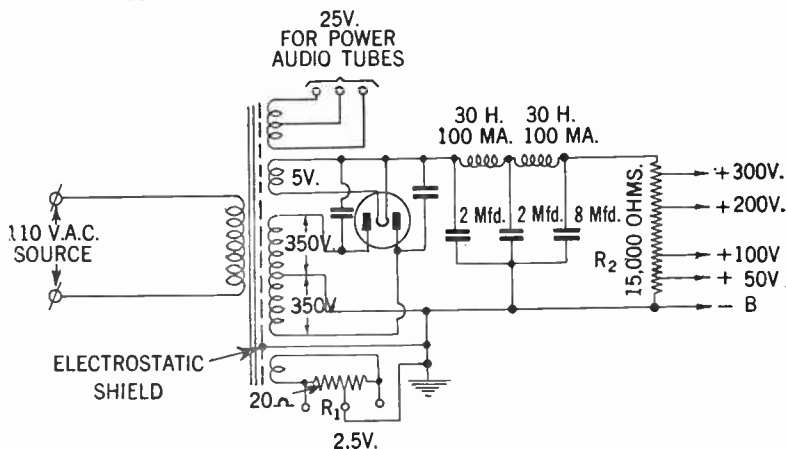 25V.
FOR POWER
AUDIO TUBES
30 H. 30 H.
100 MA. 100 MA.
5V.
110 V.A.C.
SOURCE
350V
350V
2 Mfd. 2 Mfd. 8 Mfd.
R2
15,000 OHMS.
+300V.
+200V.
+100V
+ 50V.
- B
ELECTROSTATIC
SHIELD
20Ω
R1
2.5V.